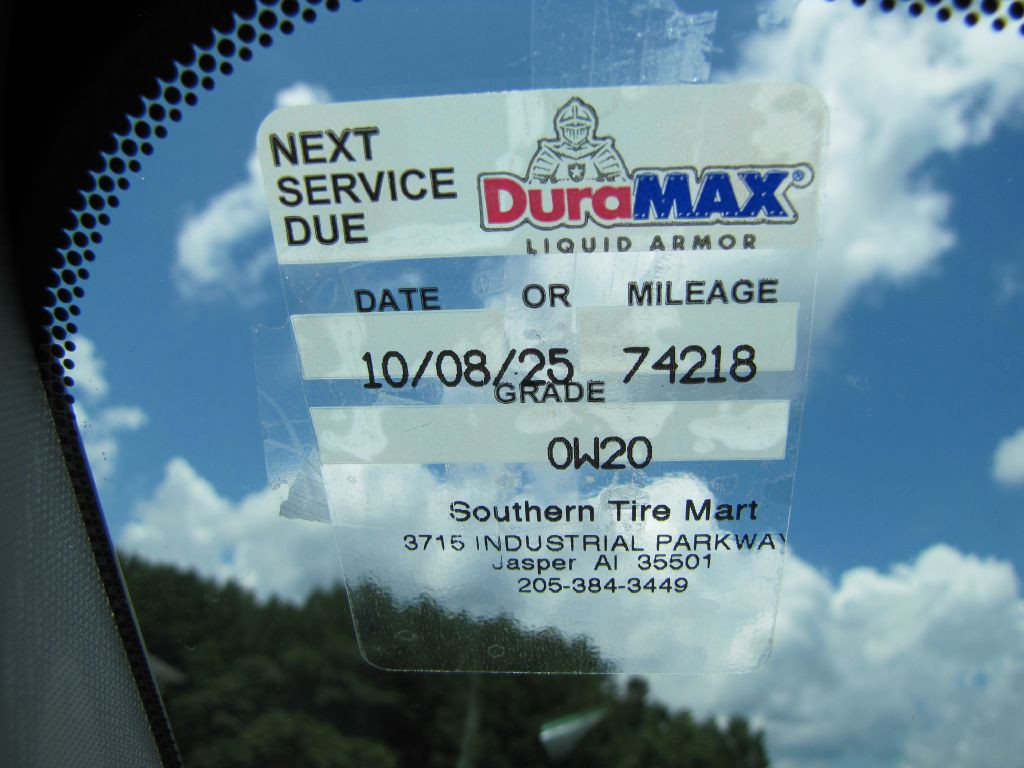 NEXT
SERVICE
DUE
DURAMAX®
LIQUID ARMOR
DATE OR MILEAGE
10/08/25 74218
GRADE
0W20
Southern Tire Mart
3715 INDUSTRIAL PARKWAY
Jasper Al 35501
205-384-3449